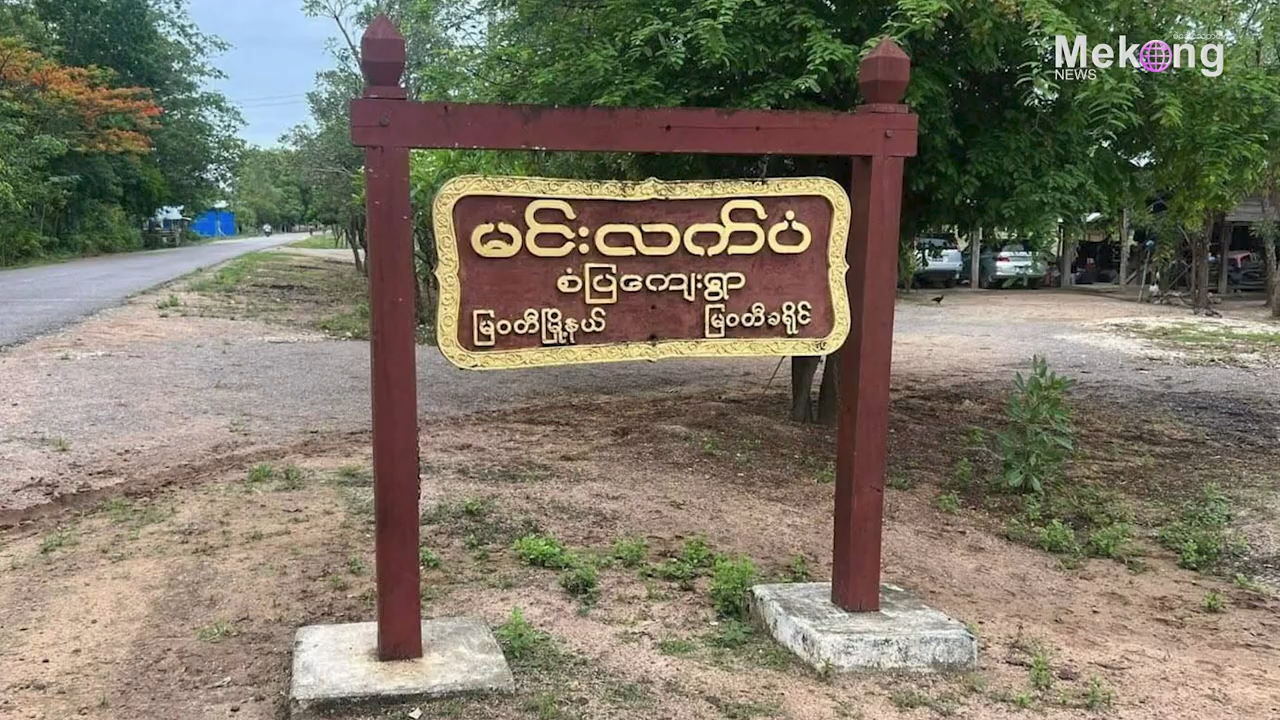 Mekong
NEWS
မင်းလက်ပံ
စံပြကျေးရွာ
မြဝတီမြို့နယ် မြဝတီခရိုင်